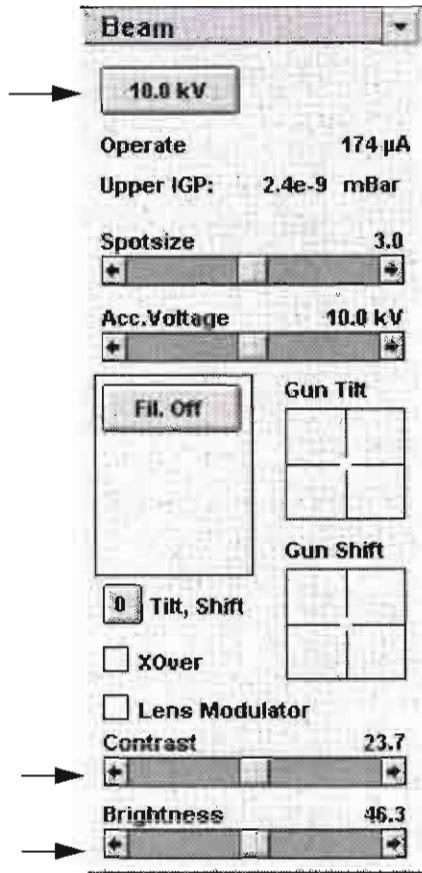 Beam
10.0 kV
Operate 174 µA
Upper IGP: 2.4e-9 mBar
Spotsize 3.0
Acc.Voltage 10.0 kV
Fil. Off
Gun Tilt
Gun Shift
0 Tilt, Shift
XOver
Lens Modulator
Contrast 23.7
Brightness 46.3